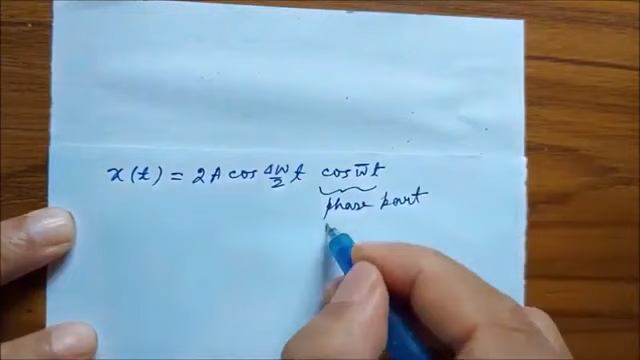 x(t) = 2A cos Δω/2 t cos ω̅t
phase part